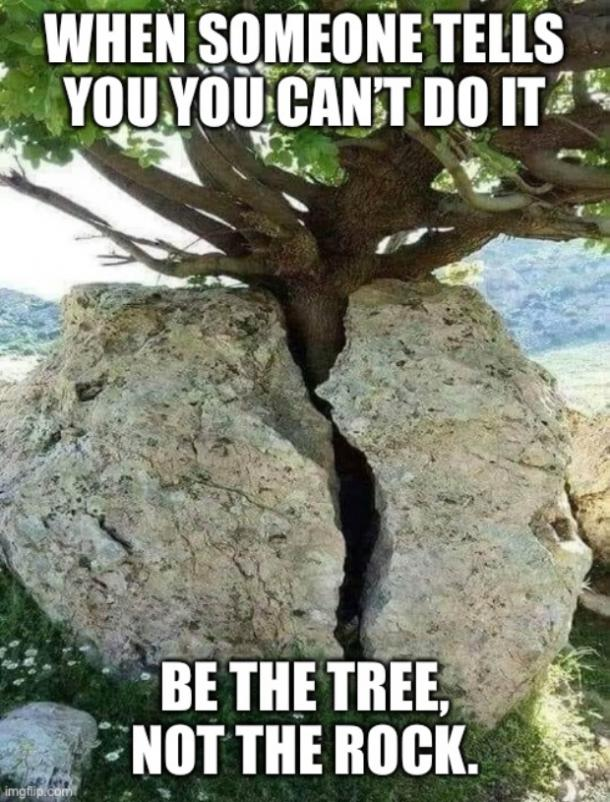 WHEN SOMEONE TELLS
YOU YOU CAN'T DO IT
BE THE TREE,
NOT THE ROCK.
imgflip.com